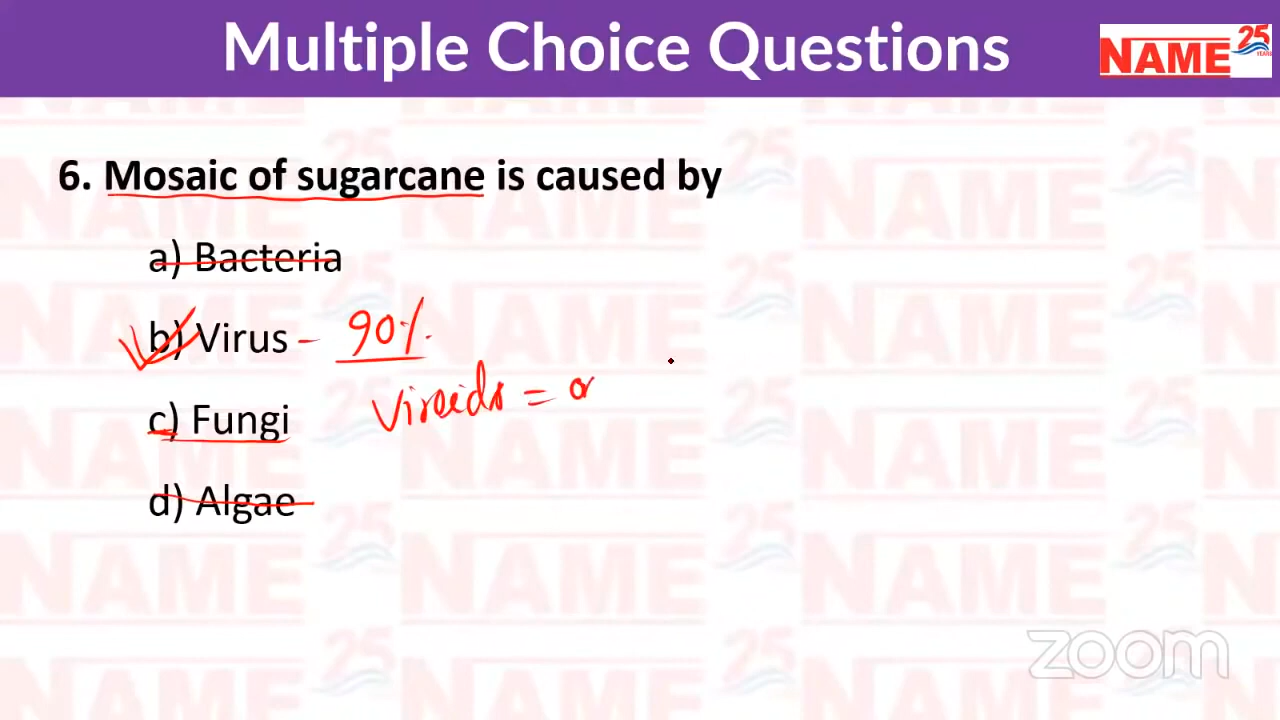 Multiple Choice Questions
NAME 25 YEARS
6. Mosaic of sugarcane is caused by
a) Bacteria
b) Virus - 90%.
Viroids = α
c) Fungi
d) Algae
zoom